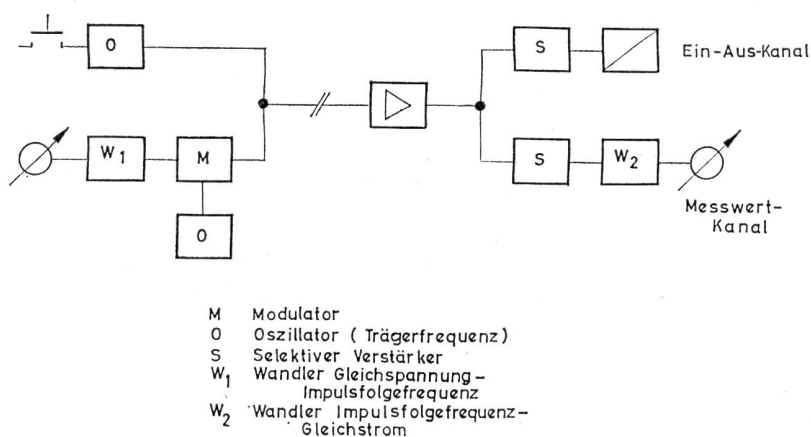 O
S
Ein-Aus-Kanal
W1
M
S
W2
O
Messwert-
Kanal
M Modulator
O Oszillator ( Trägerfrequenz)
S Selektiver Verstärker
W1 Wandler Gleichspannung-
Impulsfolgefrequenz
W2 Wandler Impulsfolgefrequenz-
Gleichstrom